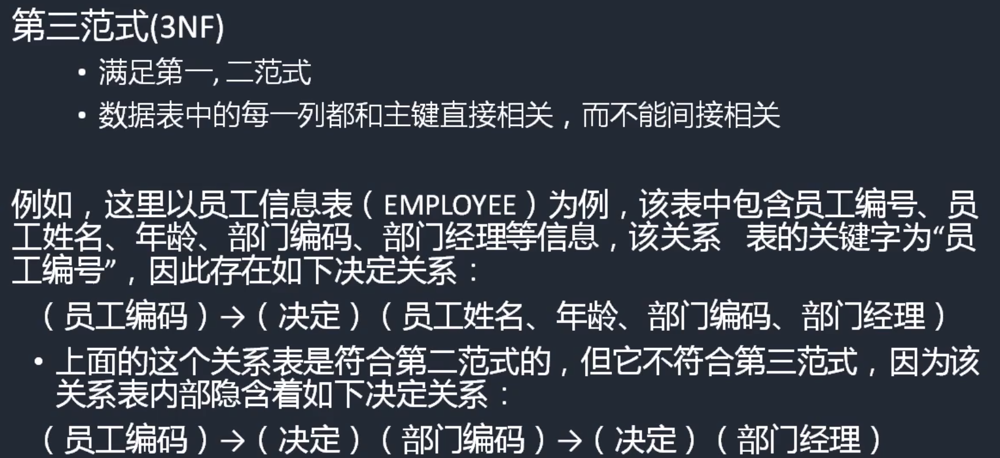 第三范式(3NF)
• 满足第一, 二范式
• 数据表中的每一列都和主键直接相关，而不能间接相关
例如，这里以员工信息表（EMPLOYEE）为例，该表中包含员工编号、员
工姓名、年龄、部门编码、部门经理等信息，该关系 表的关键字为“员
工编号”，因此存在如下决定关系：
（员工编码）→（决定）（员工姓名、年龄、部门编码、部门经理）
• 上面的这个关系表是符合第二范式的，但它不符合第三范式，因为该
关系表内部隐含着如下决定关系：
（员工编码）→（决定）（部门编码）→（决定）（部门经理）